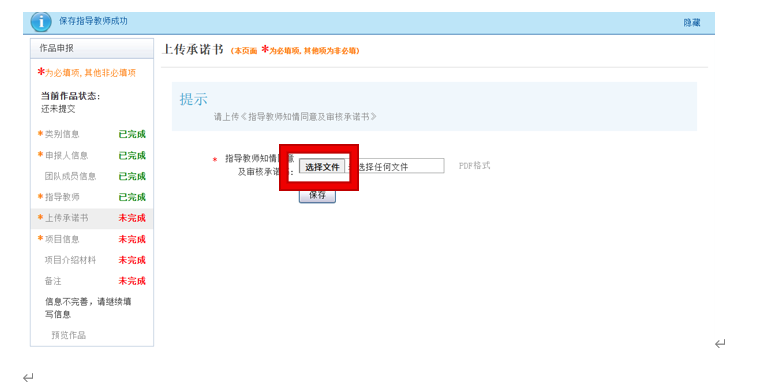 保存指导教师成功
隐藏
作品申报
*为必填项, 其他非必填项
当前作品状态:
还未提交
*类别信息 已完成
*申报人信息 已完成
团队成员信息 已完成
*指导教师 已完成
*上传承诺书 未完成
*项目信息 未完成
项目介绍材料 未完成
备注 未完成
信息不完善，请继续填
写信息
预览作品
上传承诺书 (本页面 *为必填项, 其他项为非必填)
提示
请上传《指导教师知情同意及审核承诺书》
* 指导教师知情同意
及审核承诺书: 选择文件 选择任何文件 PDF格式
保存